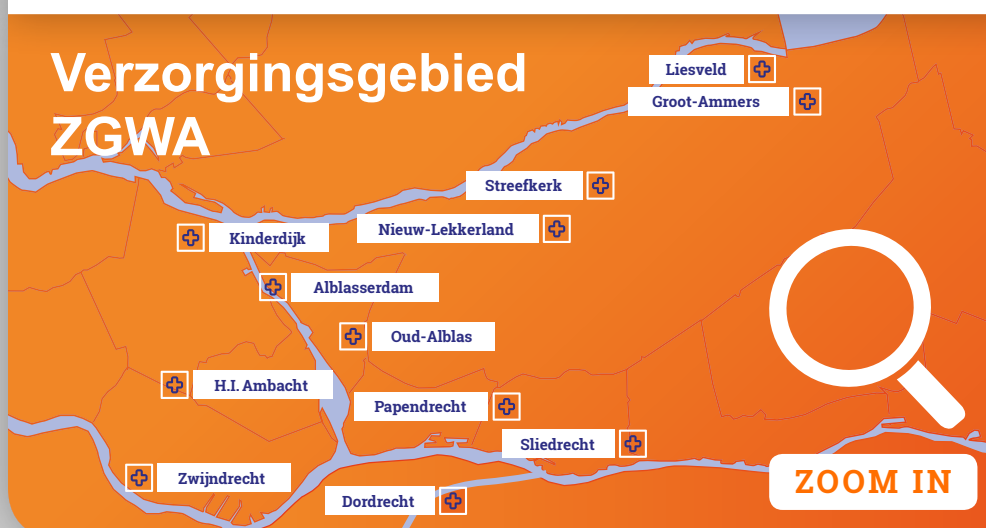 Verzorgingsgebied
ZGWA
Liesveld
Groot-Ammers
Streefkerk
Nieuw-Lekkerland
Kinderdijk
Alblasserdam
Oud-Alblas
H.I. Ambacht
Papendrecht
Sliedrecht
Zwijndrecht
Dordrecht
ZOOM IN